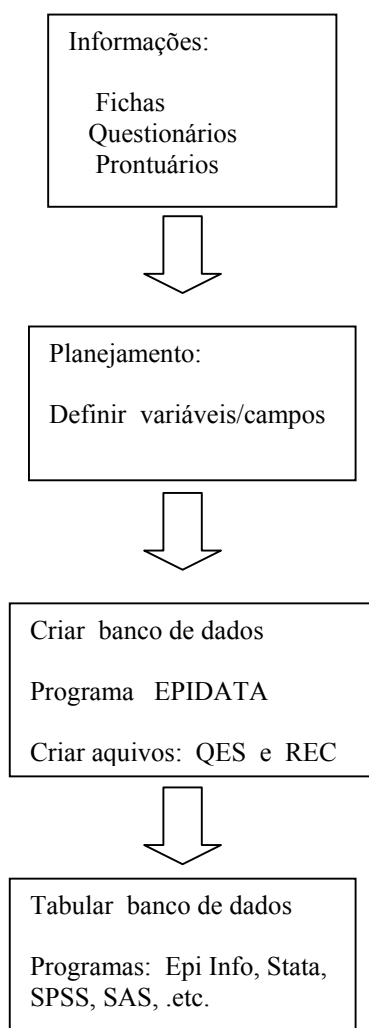 Informações:
Fichas
Questionários
Prontuários
Planejamento:
Definir variáveis/campos
Criar banco de dados
Programa EPIDATA
Criar aquivos: QES e REC
Tabular banco de dados
Programas: Epi Info, Stata,
SPSS, SAS, .etc.